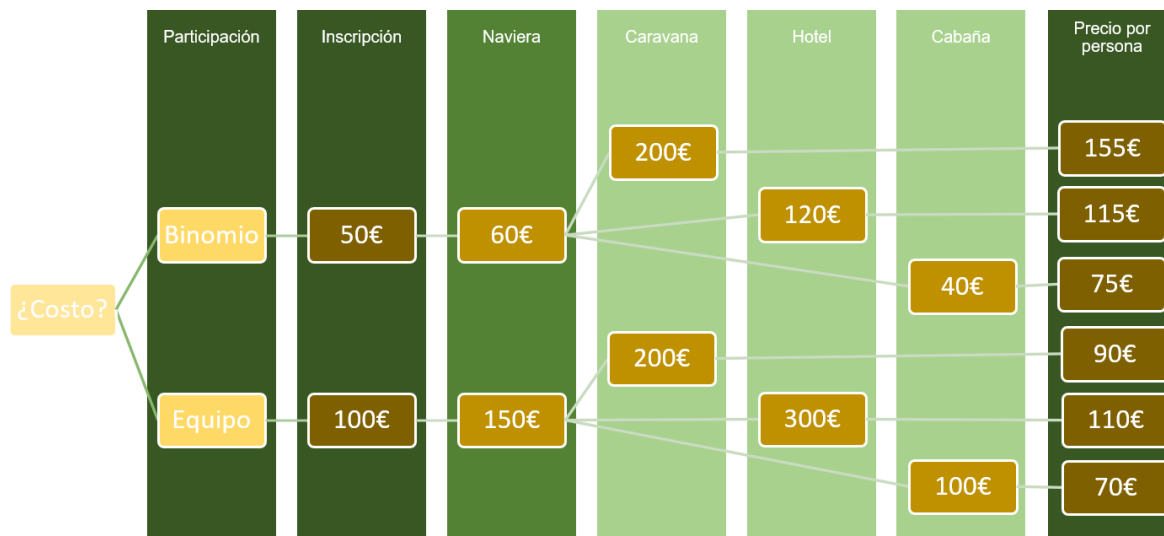 Participación
Inscripción
Naviera
Caravana
Hotel
Cabaña
Precio por
persona
200€
155€
120€
115€
Binomio
50€
60€
40€
75€
¿Costo?
200€
90€
Equipo
100€
150€
300€
110€
100€
70€